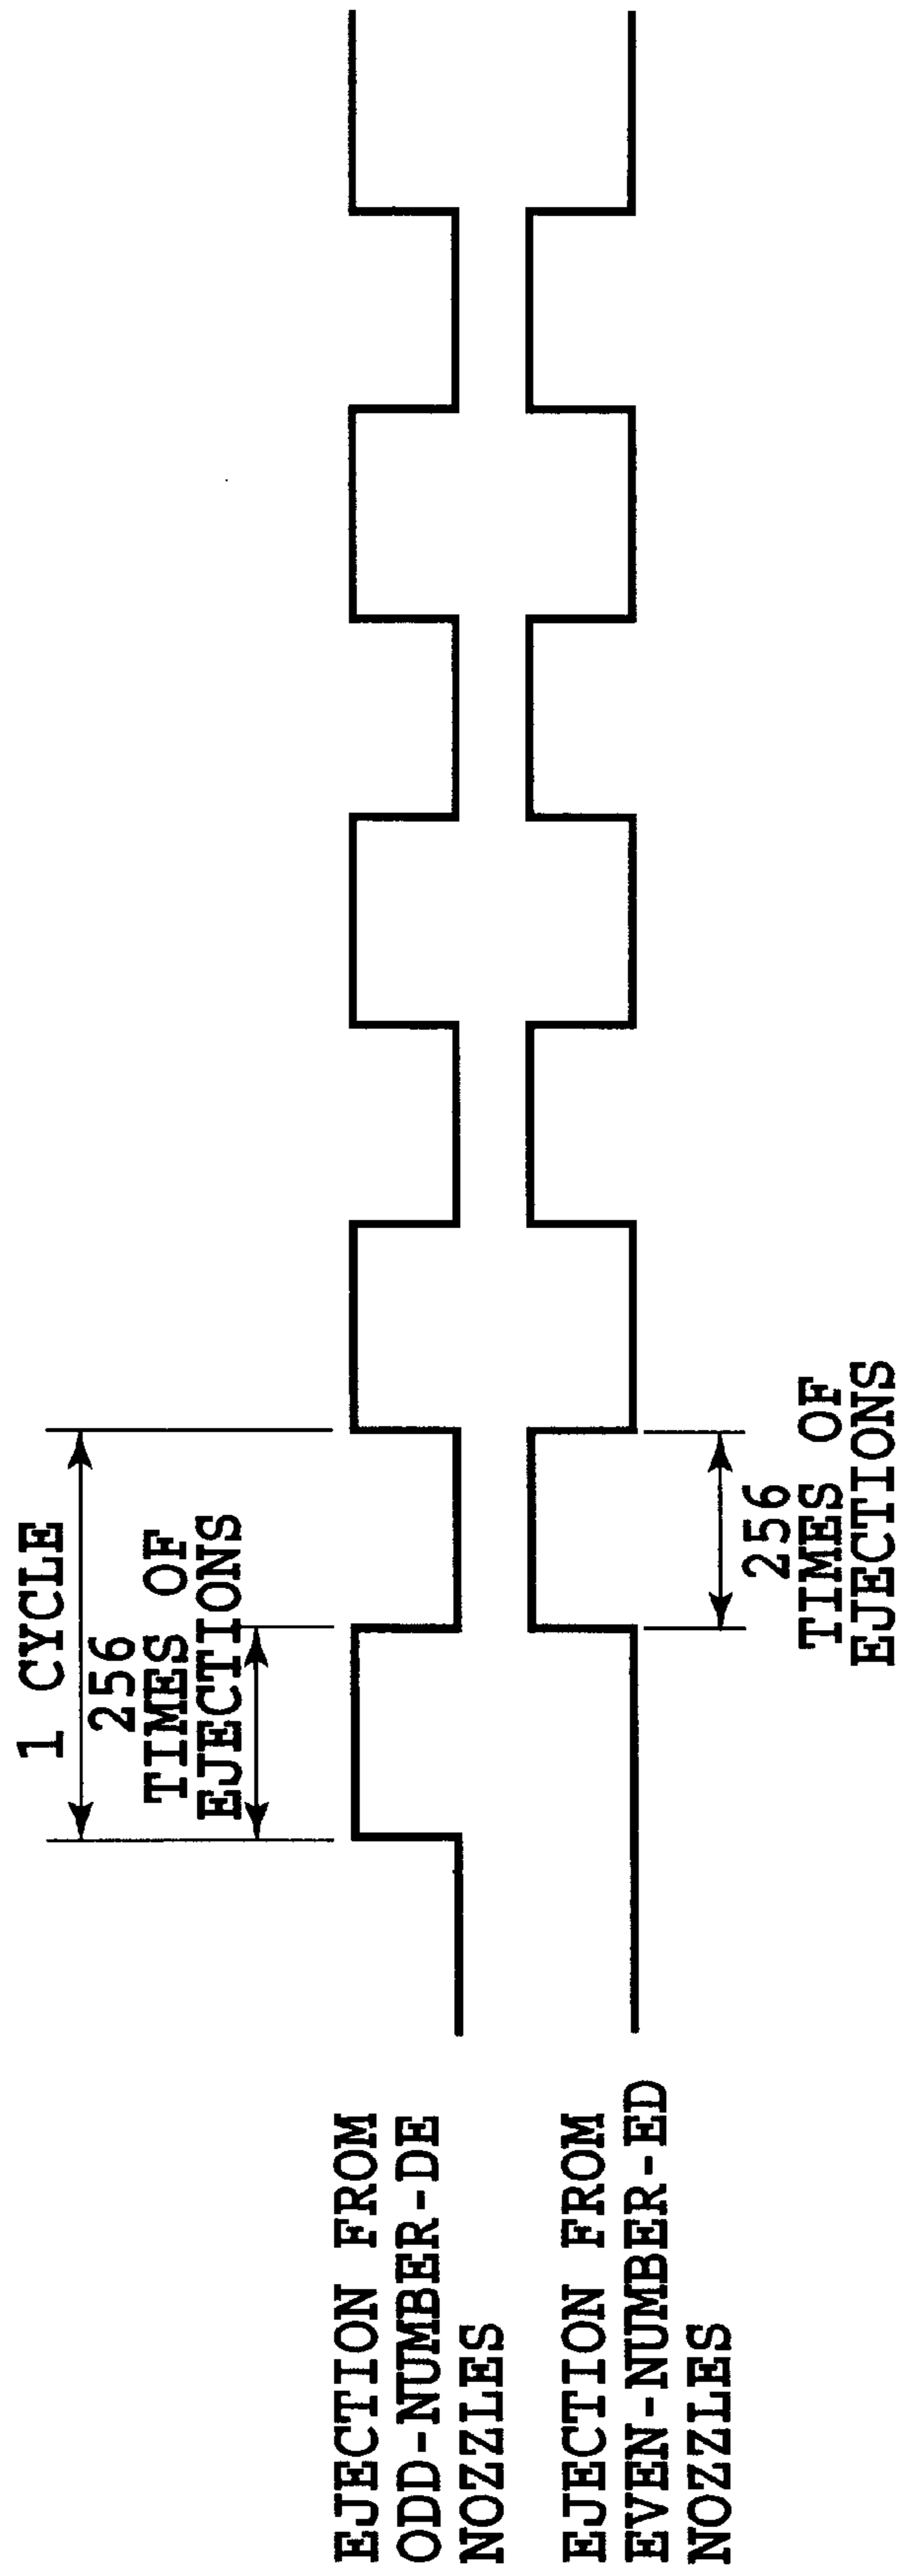 1 CYCLE
256
TIMES OF
EJECTIONS
EJECTION FROM
ODD-NUMBER-DE
NOZZLES
EJECTION FROM
EVEN-NUMBER-ED
NOZZLES
256
TIMES OF
EJECTIONS